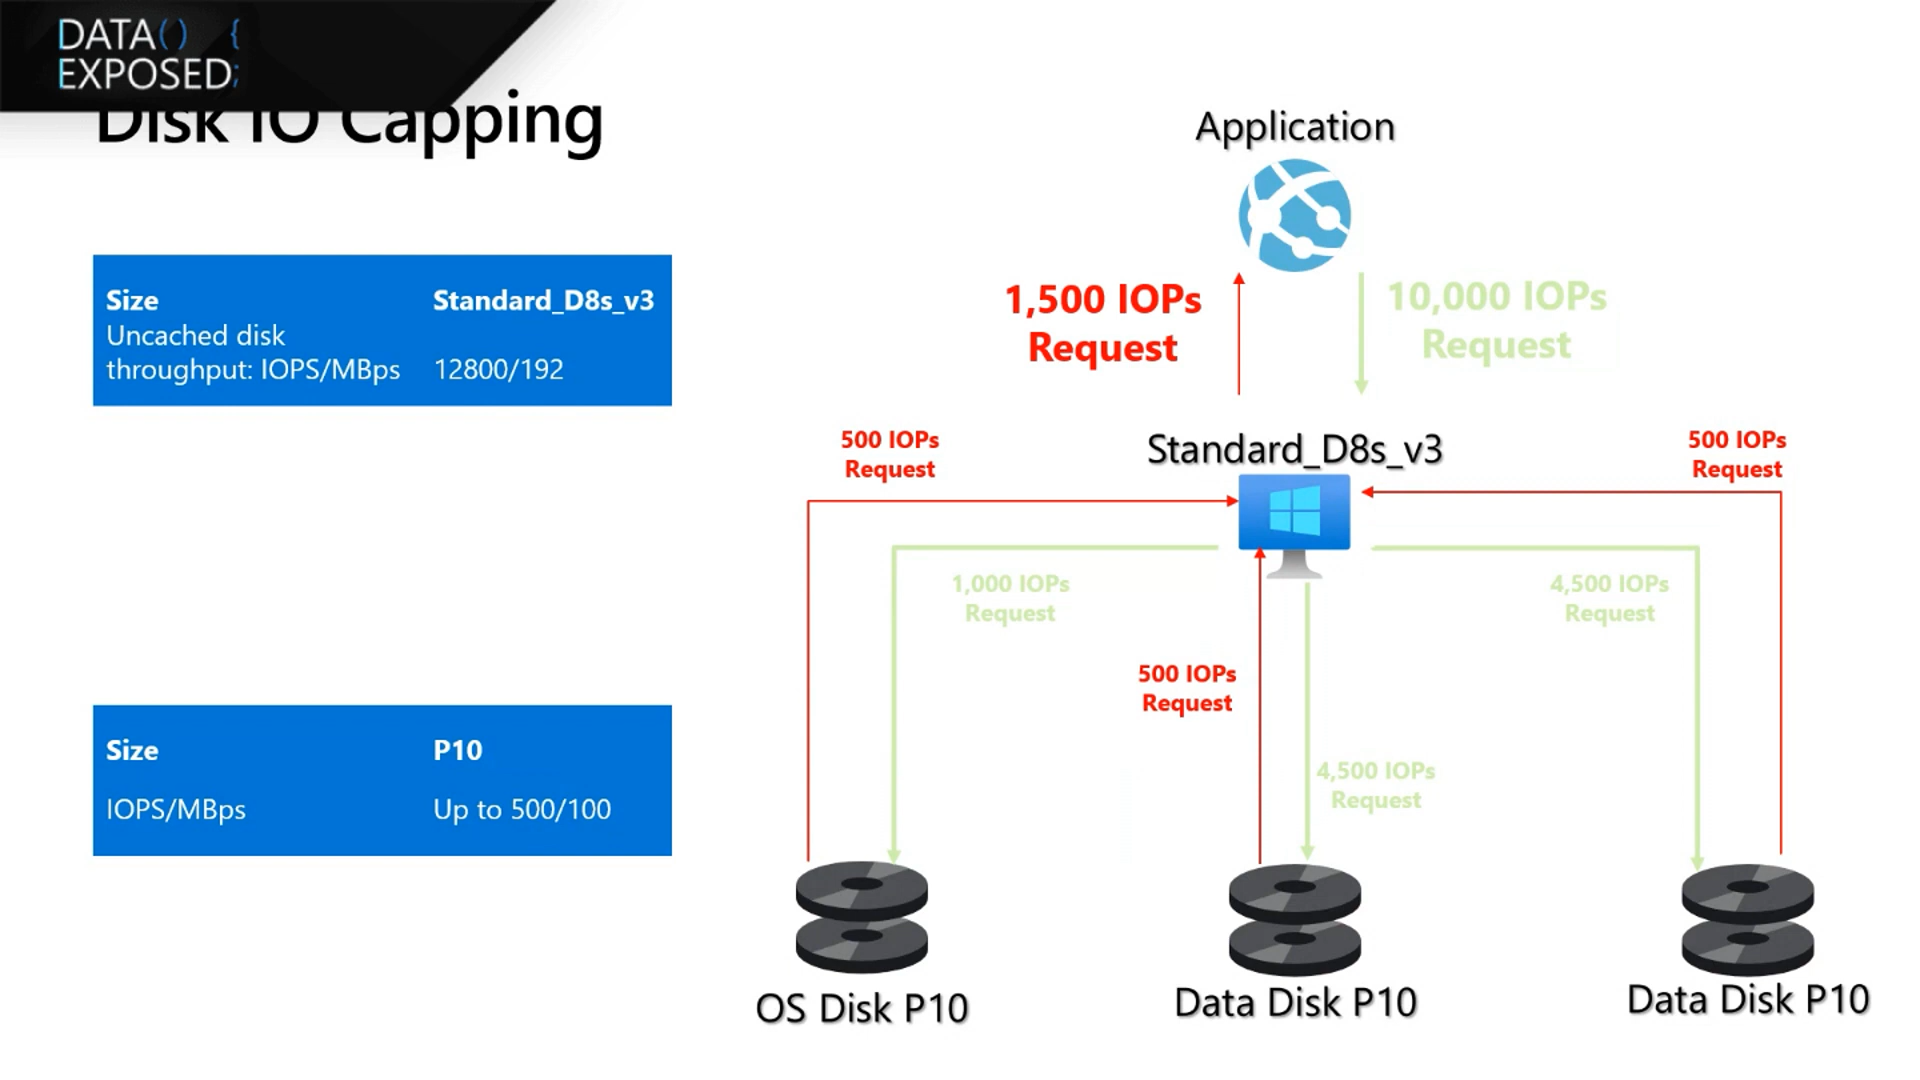 DATA() {
EXPOSED;
Disk IO Capping
Size Standard_D8s_v3
Uncached disk
throughput: IOPS/MBps 12800/192
Size P10
IOPS/MBps Up to 500/100
Application
1,500 IOPs
Request
10,000 IOPs
Request
500 IOPs
Request
Standard_D8s_v3
500 IOPs
Request
1,000 IOPs
Request
4,500 IOPs
Request
500 IOPs
Request
4,500 IOPs
Request
OS Disk P10
Data Disk P10
Data Disk P10